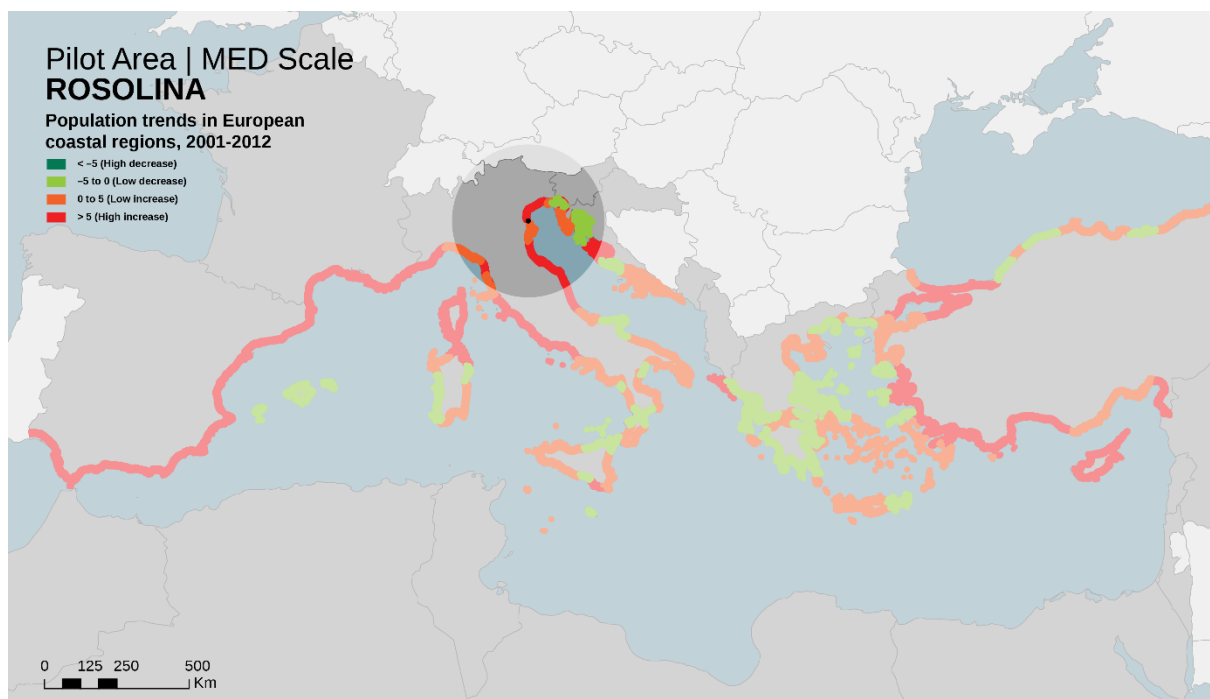 Pilot Area | MED Scale
ROSOLINA
Population trends in European
coastal regions, 2001-2012
< –5 (High decrease)
–5 to 0 (Low decrease)
0 to 5 (Low increase)
> 5 (High increase)
0 125 250 500
Km